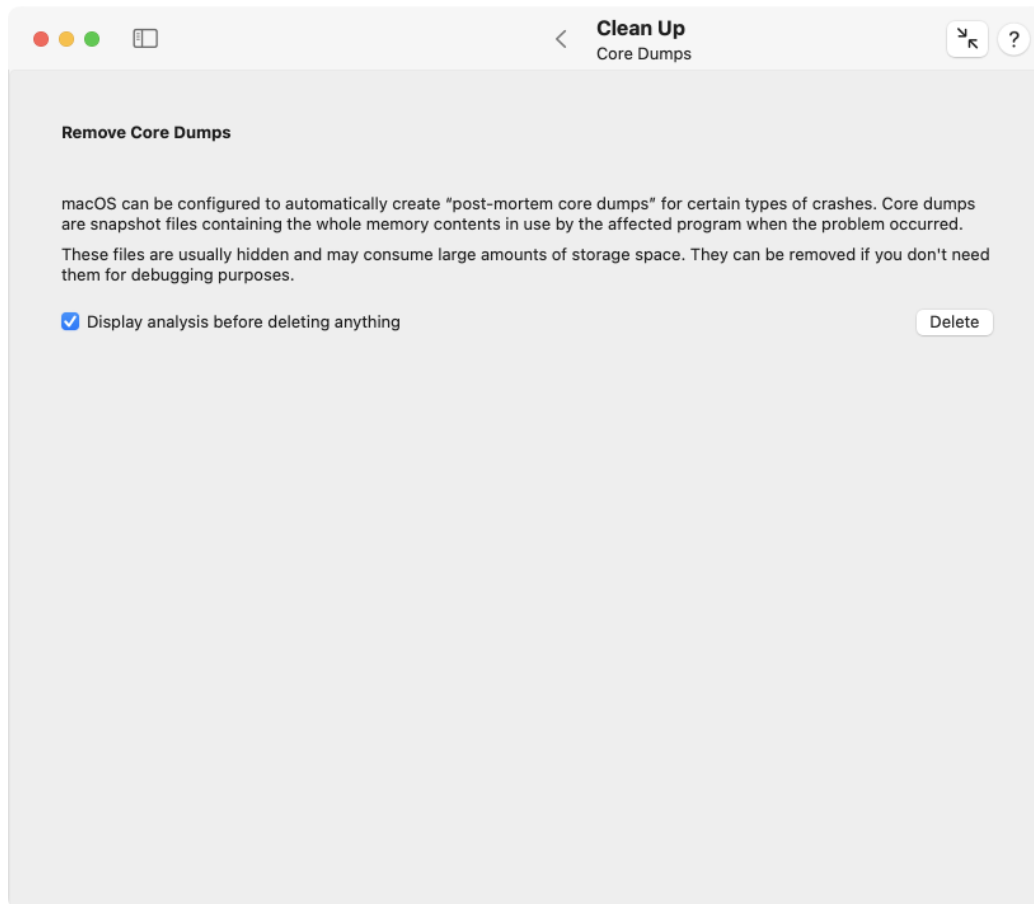 Clean Up
Core Dumps
?
Remove Core Dumps
macOS can be configured to automatically create “post-mortem core dumps” for certain types of crashes. Core dumps
are snapshot files containing the whole memory contents in use by the affected program when the problem occurred.
These files are usually hidden and may consume large amounts of storage space. They can be removed if you don't need
them for debugging purposes.
Display analysis before deleting anything
Delete